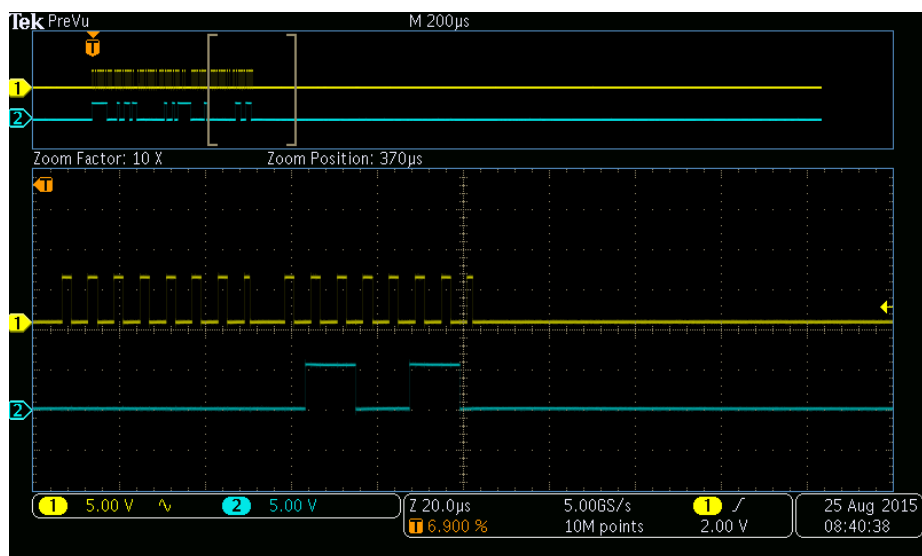 Tek PreVu M 200µs
T
1
2
Zoom Factor: 10 X Zoom Position: 370µs
T
1
2
1 5.00 V 2 5.00 V Z 20.0µs 5.00GS/s 1 25 Aug 2015
T 6.900 % 10M points 2.00 V 08:40:38